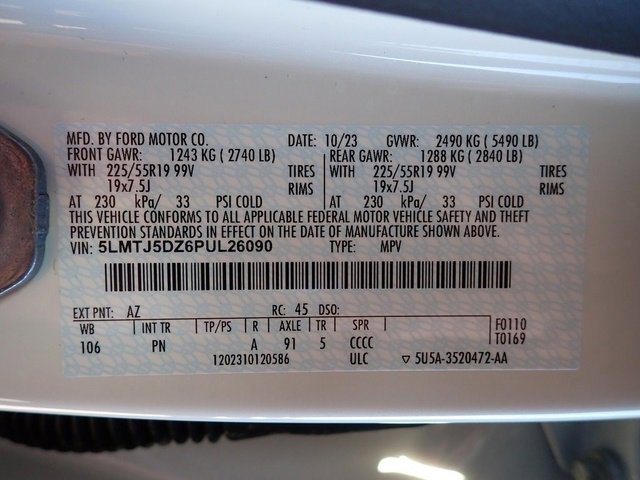 MFD. BY FORD MOTOR CO. DATE: 10/23 GVWR: 2490 KG ( 5490 LB)
FRONT GAWR: 1243 KG ( 2740 LB) REAR GAWR: 1288 KG ( 2840 LB)
WITH 225/55R19 99V TIRES WITH 225/55R19 99V TIRES
19x7.5J RIMS 19x7.5J RIMS
AT 230 kPa/ 33 PSI COLD AT 230 kPa/ 33 PSI COLD
THIS VEHICLE CONFORMS TO ALL APPLICABLE FEDERAL MOTOR VEHICLE SAFETY AND THEFT
PREVENTION STANDARDS IN EFFECT ON THE DATE OF MANUFACTURE SHOWN ABOVE.
VIN: 5LMTJ5DZ6PUL26090 TYPE: MPV
EXT PNT: AZ RC: 45 DSO:
WB INT TR TP/PS R AXLE TR SPR F0110
106 PN A 91 5 CCCC T0169
1202310120586 ULC ▽ 5U5A-3520472-AA